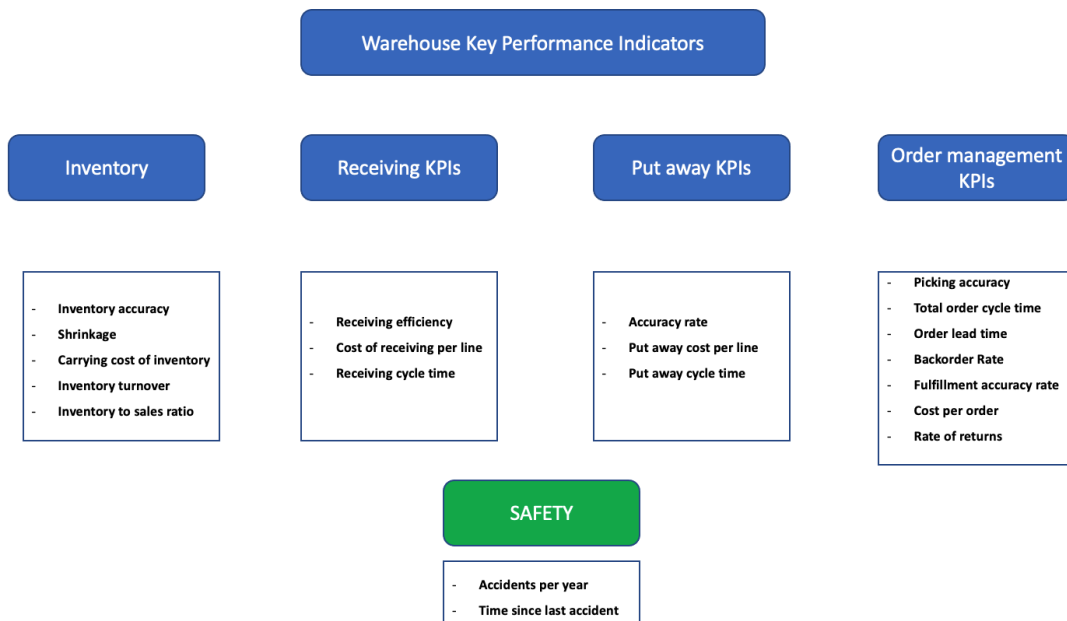 Warehouse Key Performance Indicators
Inventory
Receiving KPIs
Put away KPIs
Order management
KPIs
- Inventory accuracy
- Shrinkage
- Carrying cost of inventory
- Inventory turnover
- Inventory to sales ratio
- Receiving efficiency
- Cost of receiving per line
- Receiving cycle time
- Accuracy rate
- Put away cost per line
- Put away cycle time
- Picking accuracy
- Total order cycle time
- Order lead time
- Backorder Rate
- Fulfillment accuracy rate
- Cost per order
- Rate of returns
SAFETY
- Accidents per year
- Time since last accident